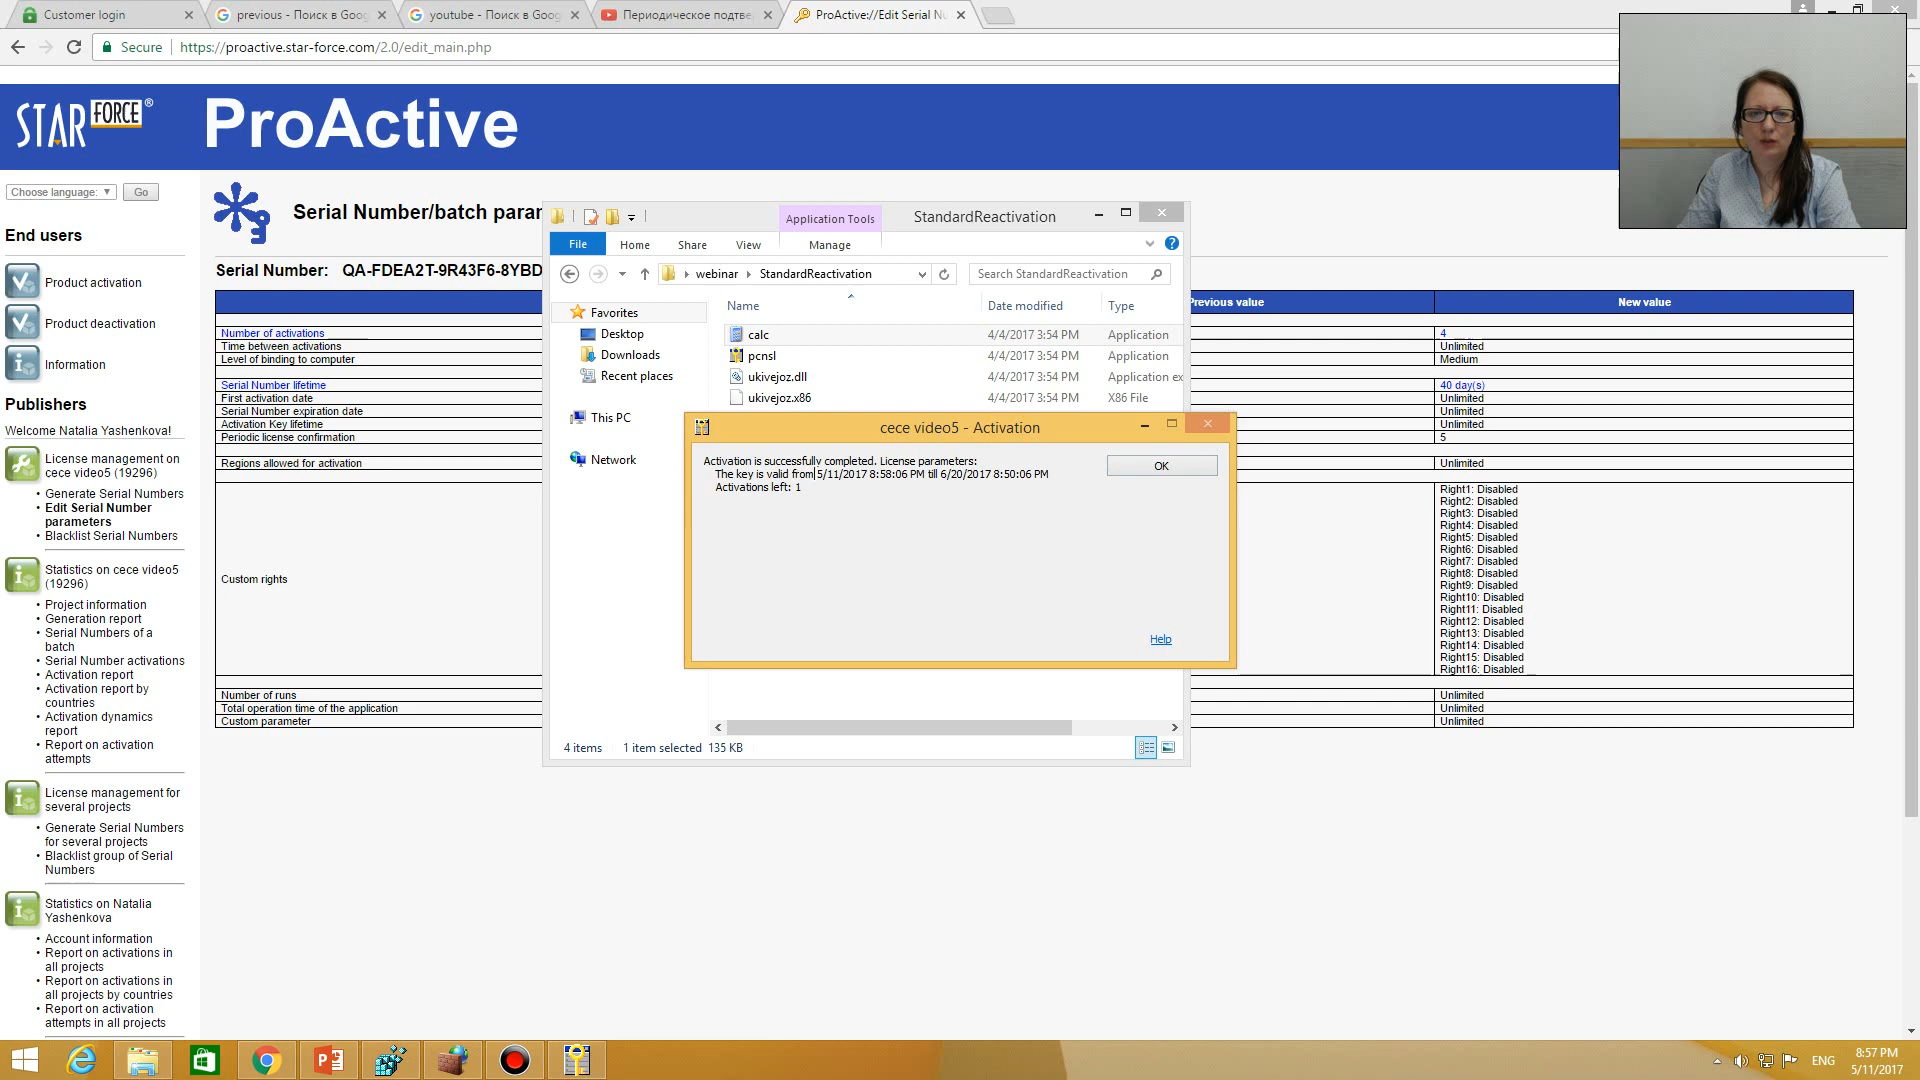 Customer login
previous - Поиск в Goog
youtube - Поиск в Goog
Периодическое подтве
ProActive://Edit Serial Nu
Secure
https://proactive.star-force.com/2.0/edit_main.php
STAR FORCE®
ProActive
Choose language:
Go
Serial Number/batch parar
End users
Product activation
Product deactivation
Information
Publishers
Welcome Natalia Yashenkova!
License management on
cece video5 (19296)
• Generate Serial Numbers
• Edit Serial Number
parameters
• Blacklist Serial Numbers
Statistics on cece video5
(19296)
• Project information
• Generation report
• Serial Numbers of a
batch
• Serial Number activations
• Activation report
• Activation report by
countries
• Activation dynamics
report
• Report on activation
attempts
License management for
several projects
• Generate Serial Numbers
for several projects
• Blacklist group of Serial
Numbers
Statistics on Natalia
Yashenkova
• Account information
• Report on activations in
all projects
• Report on activations in
all projects by countries
• Report on activation
attempts in all projects
Serial Number: QA-FDEA2T-9R43F6-8YBD
Previous value
New value
Number of activations
4
Time between activations
Unlimited
Level of binding to computer
Medium
Serial Number lifetime
40 day(s)
First activation date
Unlimited
Serial Number expiration date
Unlimited
Activation Key lifetime
Unlimited
Periodic license confirmation
5
Regions allowed for activation
Unlimited
Custom rights
Right1: Disabled
Right2: Disabled
Right3: Disabled
Right4: Disabled
Right5: Disabled
Right6: Disabled
Right7: Disabled
Right8: Disabled
Right9: Disabled
Right10: Disabled
Right11: Disabled
Right12: Disabled
Right13: Disabled
Right14: Disabled
Right15: Disabled
Right16: Disabled
Number of runs
Unlimited
Total operation time of the application
Unlimited
Custom parameter
Unlimited
Application Tools
StandardReactivation
File
Home
Share
View
Manage
webinar
StandardReactivation
Search StandardReactivation
Name
Date modified
Type
Favorites
Desktop
Downloads
Recent places
This PC
Network
calc
4/4/2017 3:54 PM
Application
pcnsl
4/4/2017 3:54 PM
Application
ukivejoz.dll
4/4/2017 3:54 PM
Application ex
ukivejoz.x86
4/4/2017 3:54 PM
X86 File
4 items
1 item selected 135 KB
cece video5 - Activation
Activation is successfully completed. License parameters:
The key is valid from 5/11/2017 8:58:06 PM till 6/20/2017 8:50:06 PM
Activations left: 1
OK
Help
ENG
8:57 PM
5/11/2017